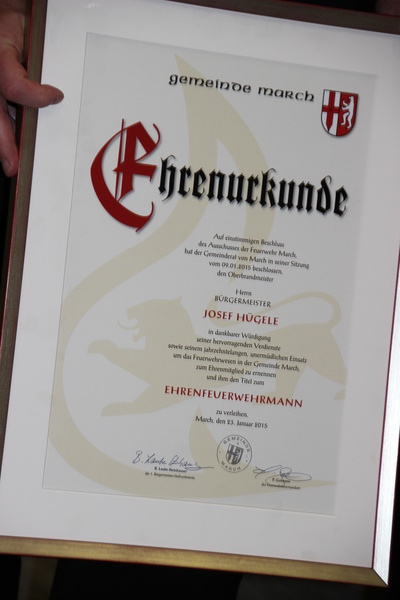 Gemeinde March
Ehrenurkunde
Auf einstimmigen Beschluss
des Ausschusses der Feuerwehr March,
hat der Gemeinderat von March in seiner Sitzung
vom 09.01.2015 beschlossen,
den Oberbrandmeister
Herrn
BÜRGERMEISTER
JOSEF HÜGELE
in dankbarer Würdigung
seiner hervorragenden Verdienste
sowie seinem jahrzehntelangen, unermüdlichen Einsatz
um das Feuerwehrwesen in der Gemeinde March,
zum Ehrenmitglied zu ernennen
und ihm den Titel zum
EHRENFEUERWEHRMANN
zu verleihen.
March, den 23. Januar 2015
GEMEINDE
MARCH